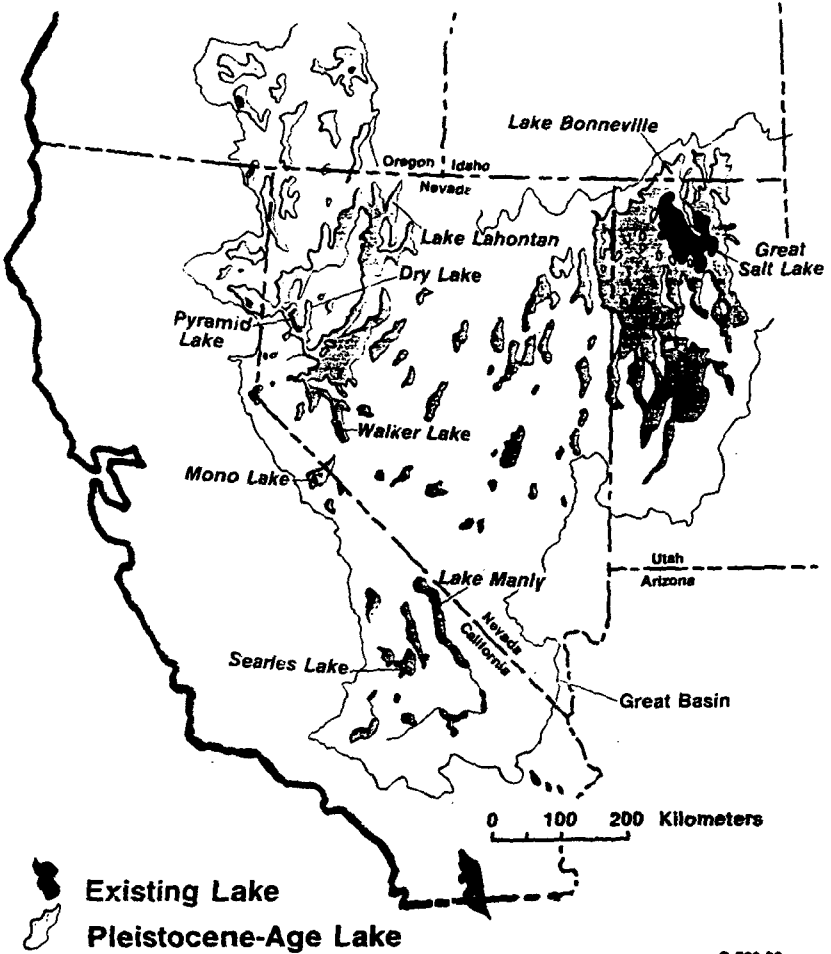 Lake Bonneville
Oregon Idaho
Nevada
Lake Lahontan
Great
Salt Lake
Dry Lake
Pyramid
Lake
Walker Lake
Mono Lake
Utah
Arizona
Lake Manly
Nevada
California
Searles Lake
Great Basin
0 100 200 Kilometers
Existing Lake
Pleistocene-Age Lake